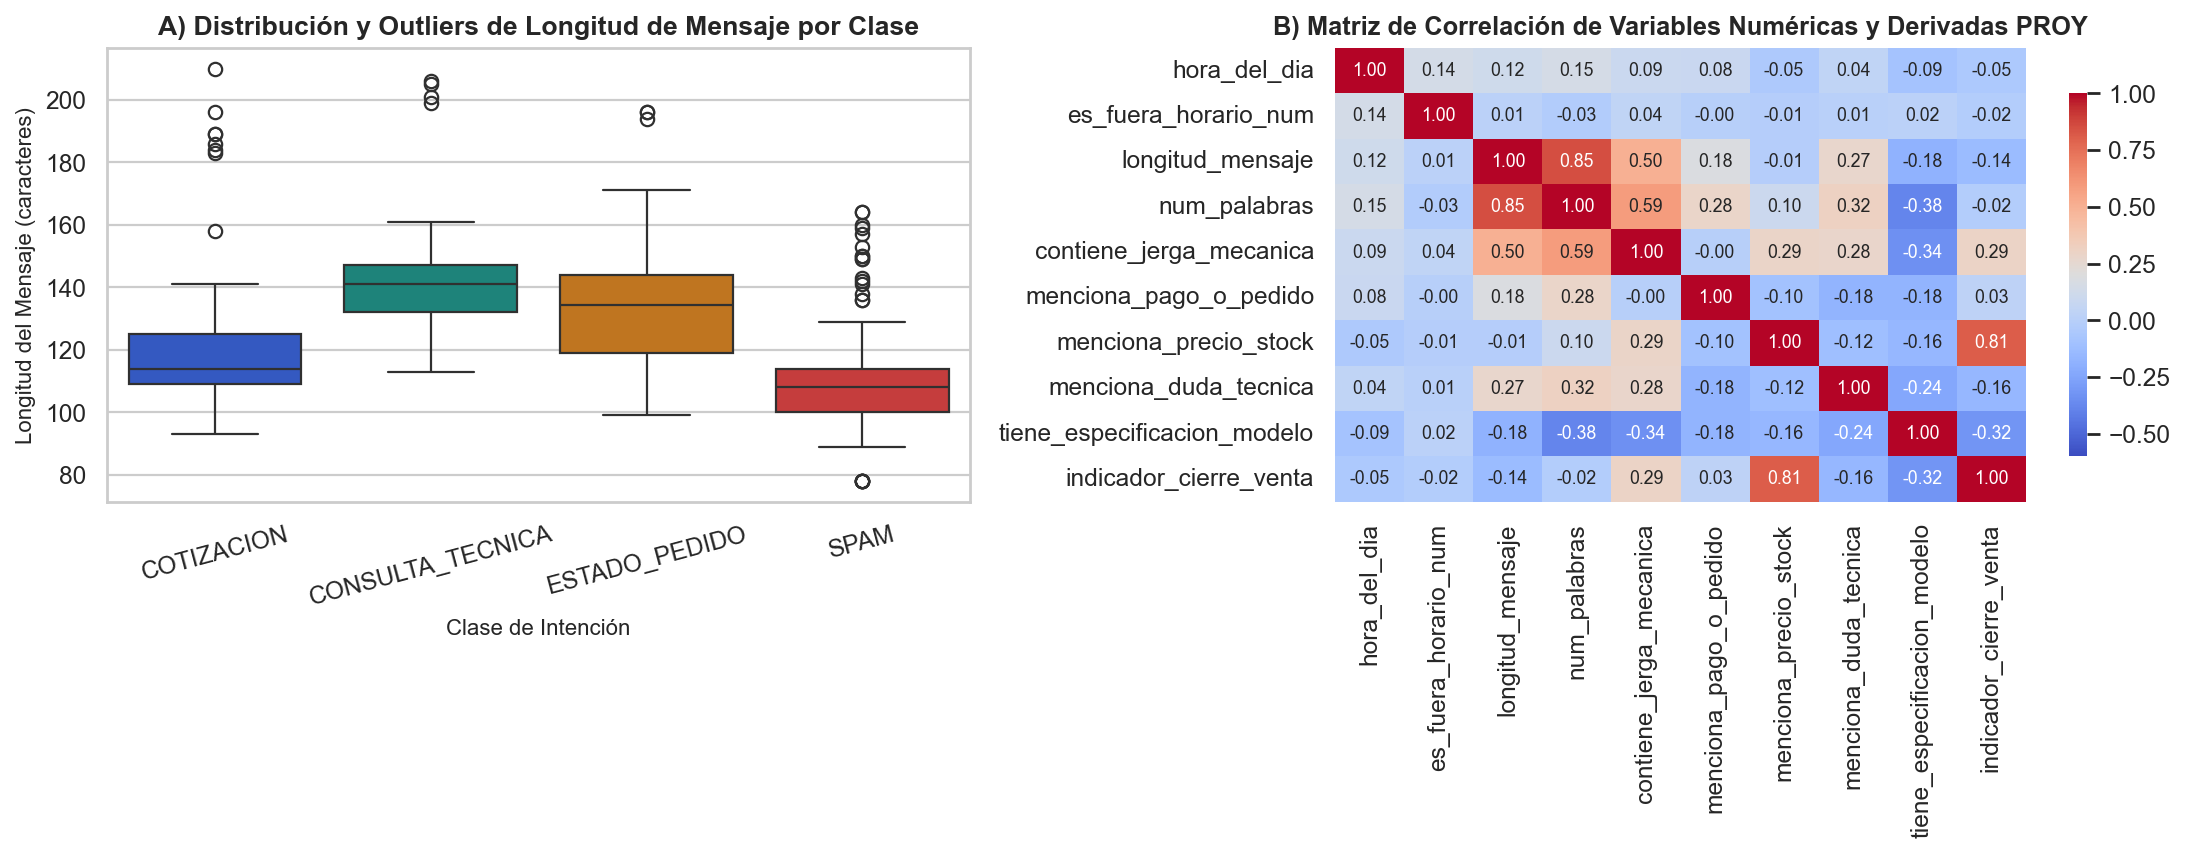 A) Distribución y Outliers de Longitud de Mensaje por Clase
Longitud del Mensaje (caracteres)
200
180
160
140
120
100
80
COTIZACION
CONSULTA_TECNICA
ESTADO_PEDIDO
SPAM
Clase de Intención
B) Matriz de Correlación de Variables Numéricas y Derivadas PROY
hora_del_dia 1.00 0.14 0.12 0.15 0.09 0.08 -0.05 0.04 -0.09 -0.05
es_fuera_horario_num 0.14 1.00 0.01 -0.03 0.04 -0.00 -0.01 0.01 0.02 -0.02
longitud_mensaje 0.12 0.01 1.00 0.85 0.50 0.18 -0.01 0.27 -0.18 -0.14
num_palabras 0.15 -0.03 0.85 1.00 0.59 0.28 0.10 0.32 -0.38 -0.02
contiene_jerga_mecanica 0.09 0.04 0.50 0.59 1.00 -0.00 0.29 0.28 -0.34 0.29
menciona_pago_o_pedido 0.08 -0.00 0.18 0.28 -0.00 1.00 -0.10 -0.18 -0.18 0.03
menciona_precio_stock -0.05 -0.01 -0.01 0.10 0.29 -0.10 1.00 -0.12 -0.16 0.81
menciona_duda_tecnica 0.04 0.01 0.27 0.32 0.28 -0.18 -0.12 1.00 -0.24 -0.16
tiene_especificacion_modelo -0.09 0.02 -0.18 -0.38 -0.34 -0.18 -0.16 -0.24 1.00 -0.32
indicador_cierre_venta -0.05 -0.02 -0.14 -0.02 0.29 0.03 0.81 -0.16 -0.32 1.00
hora_del_dia
es_fuera_horario_num
longitud_mensaje
num_palabras
contiene_jerga_mecanica
menciona_pago_o_pedido
menciona_precio_stock
menciona_duda_tecnica
tiene_especificacion_modelo
indicador_cierre_venta
1.00
0.75
0.50
0.25
0.00
−0.25
−0.50